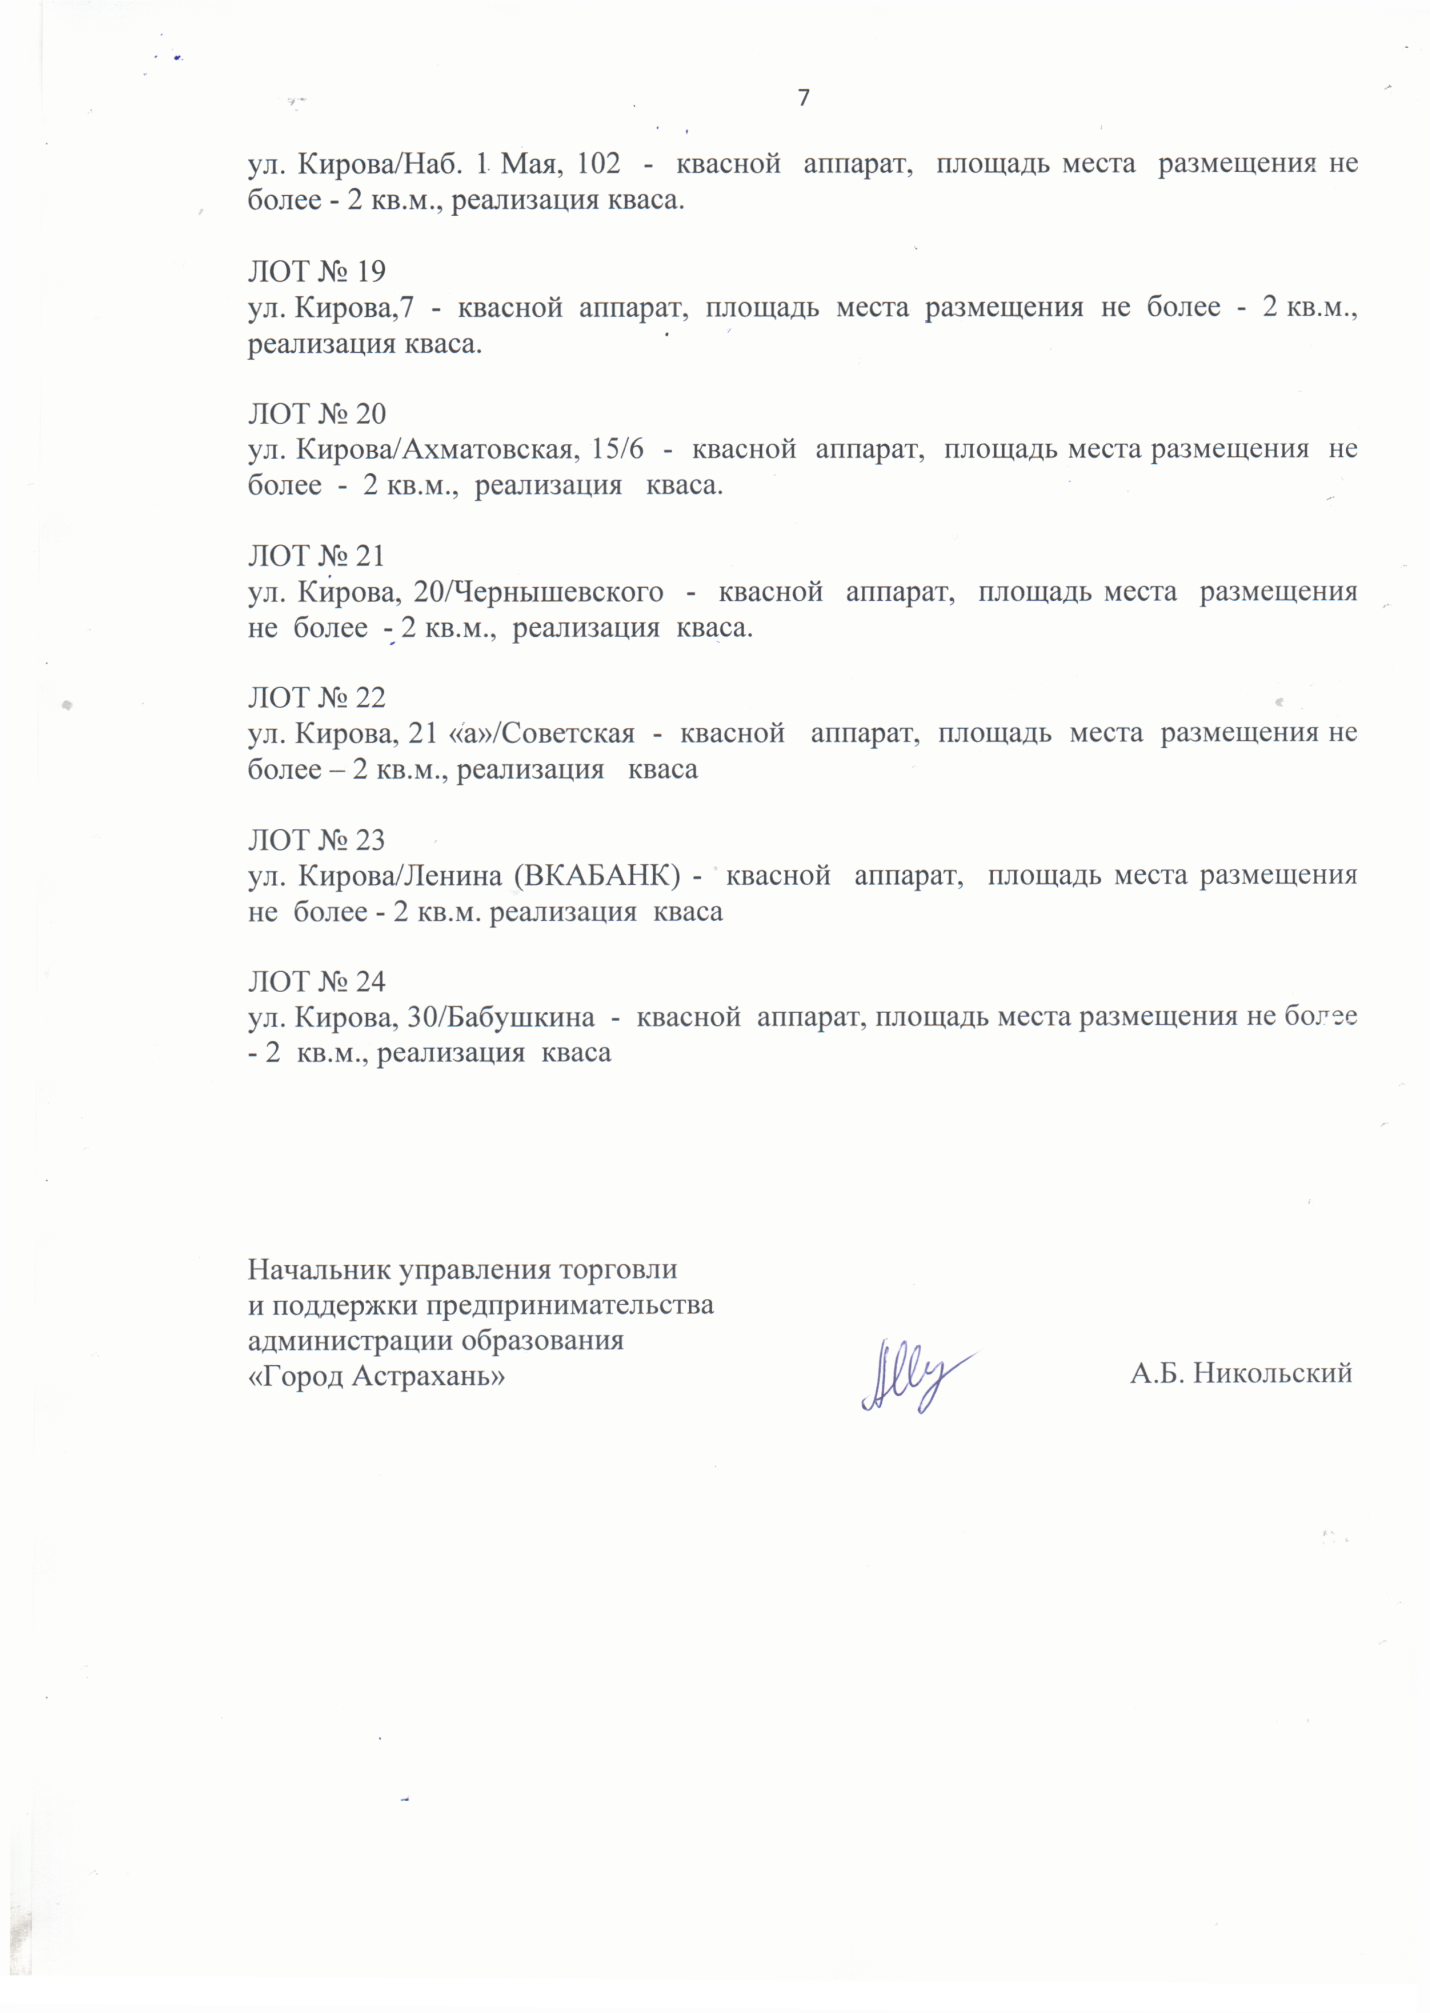 7
ул. Кирова/Наб. 1 Мая, 102 - квасной аппарат, площадь места размещения не
более - 2 кв.м., реализация кваса.
ЛОТ № 19
ул. Кирова,7 - квасной аппарат, площадь места размещения не более - 2 кв.м.,
реализация кваса.
ЛОТ № 20
ул. Кирова/Ахматовская, 15/6 - квасной аппарат, площадь места размещения не
более - 2 кв.м., реализация кваса.
ЛОТ № 21
ул. Кирова, 20/Чернышевского - квасной аппарат, площадь места размещения
не более - 2 кв.м., реализация кваса.
ЛОТ № 22
ул. Кирова, 21 «а»/Советская - квасной аппарат, площадь места размещения не
более – 2 кв.м., реализация кваса
ЛОТ № 23
ул. Кирова/Ленина (ВКАБАНК) - квасной аппарат, площадь места размещения
не более - 2 кв.м. реализация кваса
ЛОТ № 24
ул. Кирова, 30/Бабушкина - квасной аппарат, площадь места размещения не более
- 2 кв.м., реализация кваса
Начальник управления торговли
и поддержки предпринимательства
администрации образования
«Город Астрахань» А.Б. Никольский